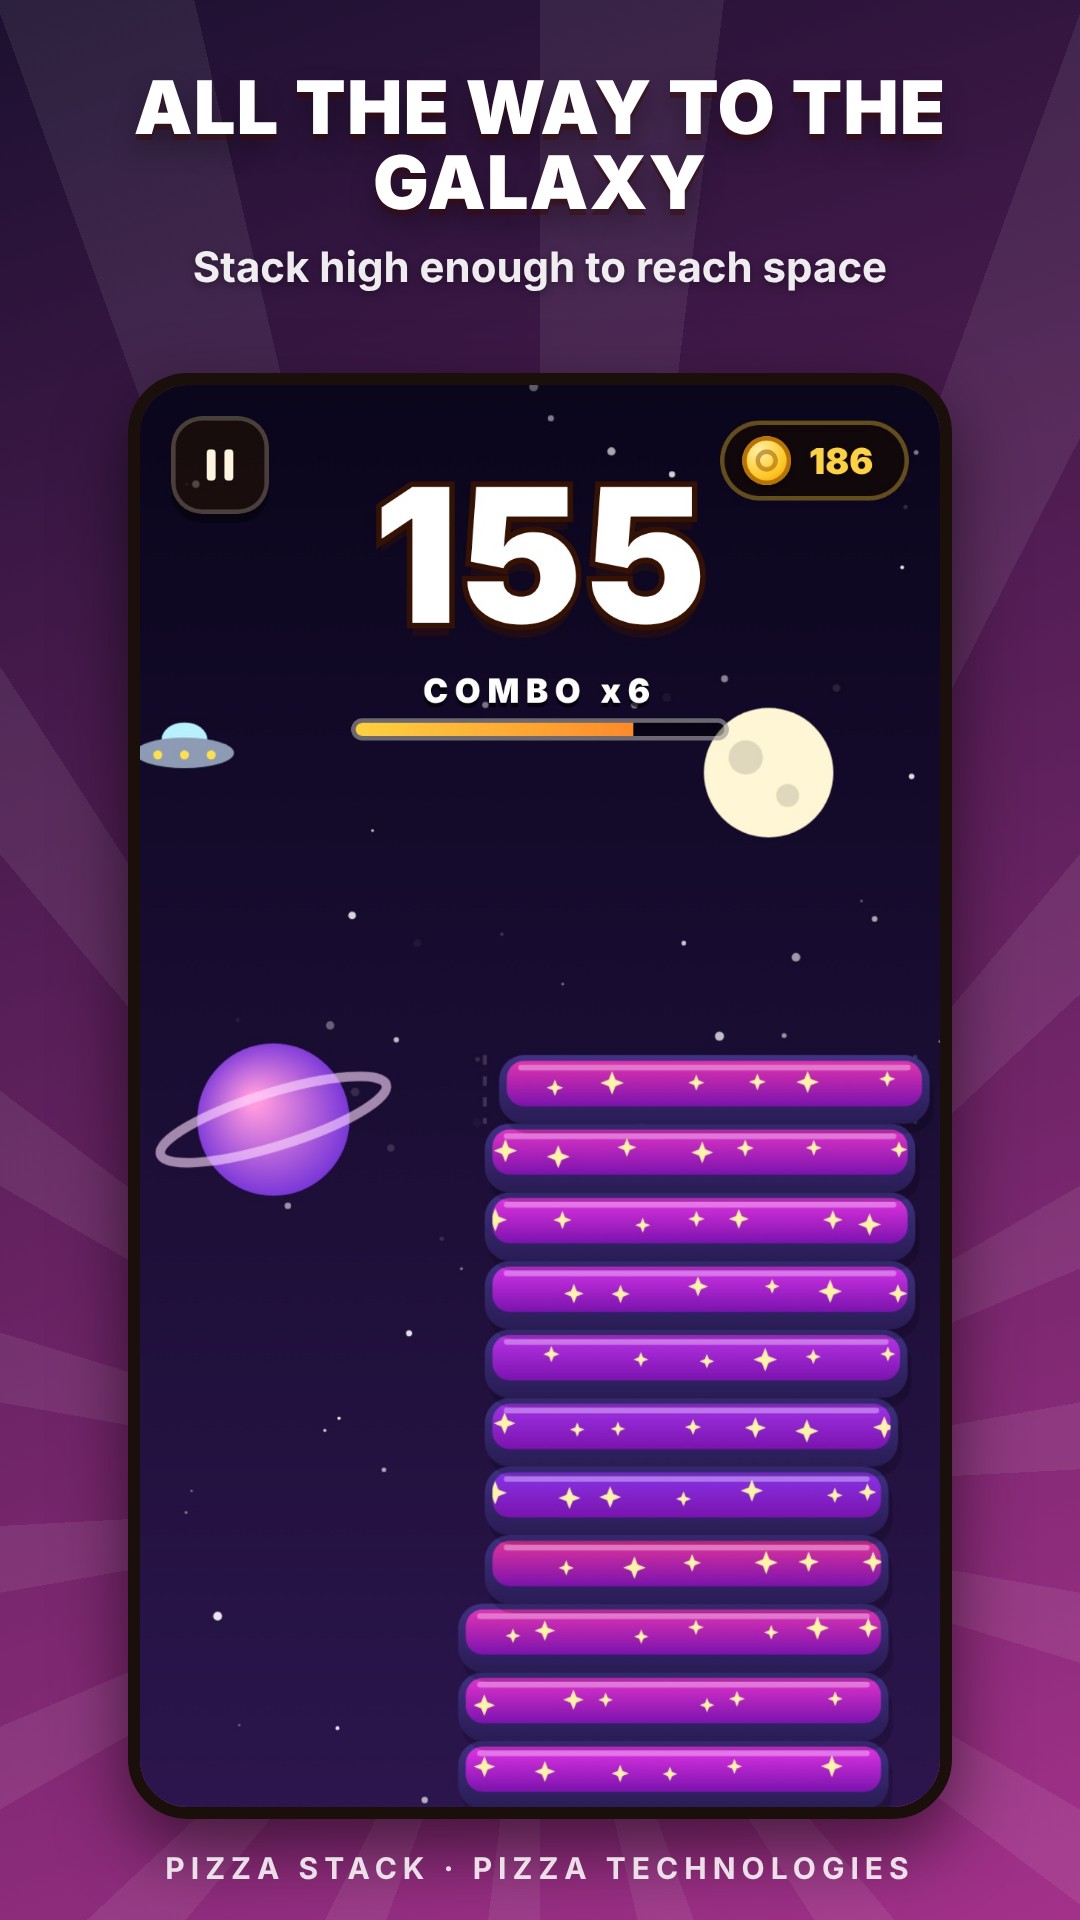 ALL THE WAY TO THE
GALAXY
Stack high enough to reach space
186
155
COMBO x6
PIZZA STACK · PIZZA TECHNOLOGIES